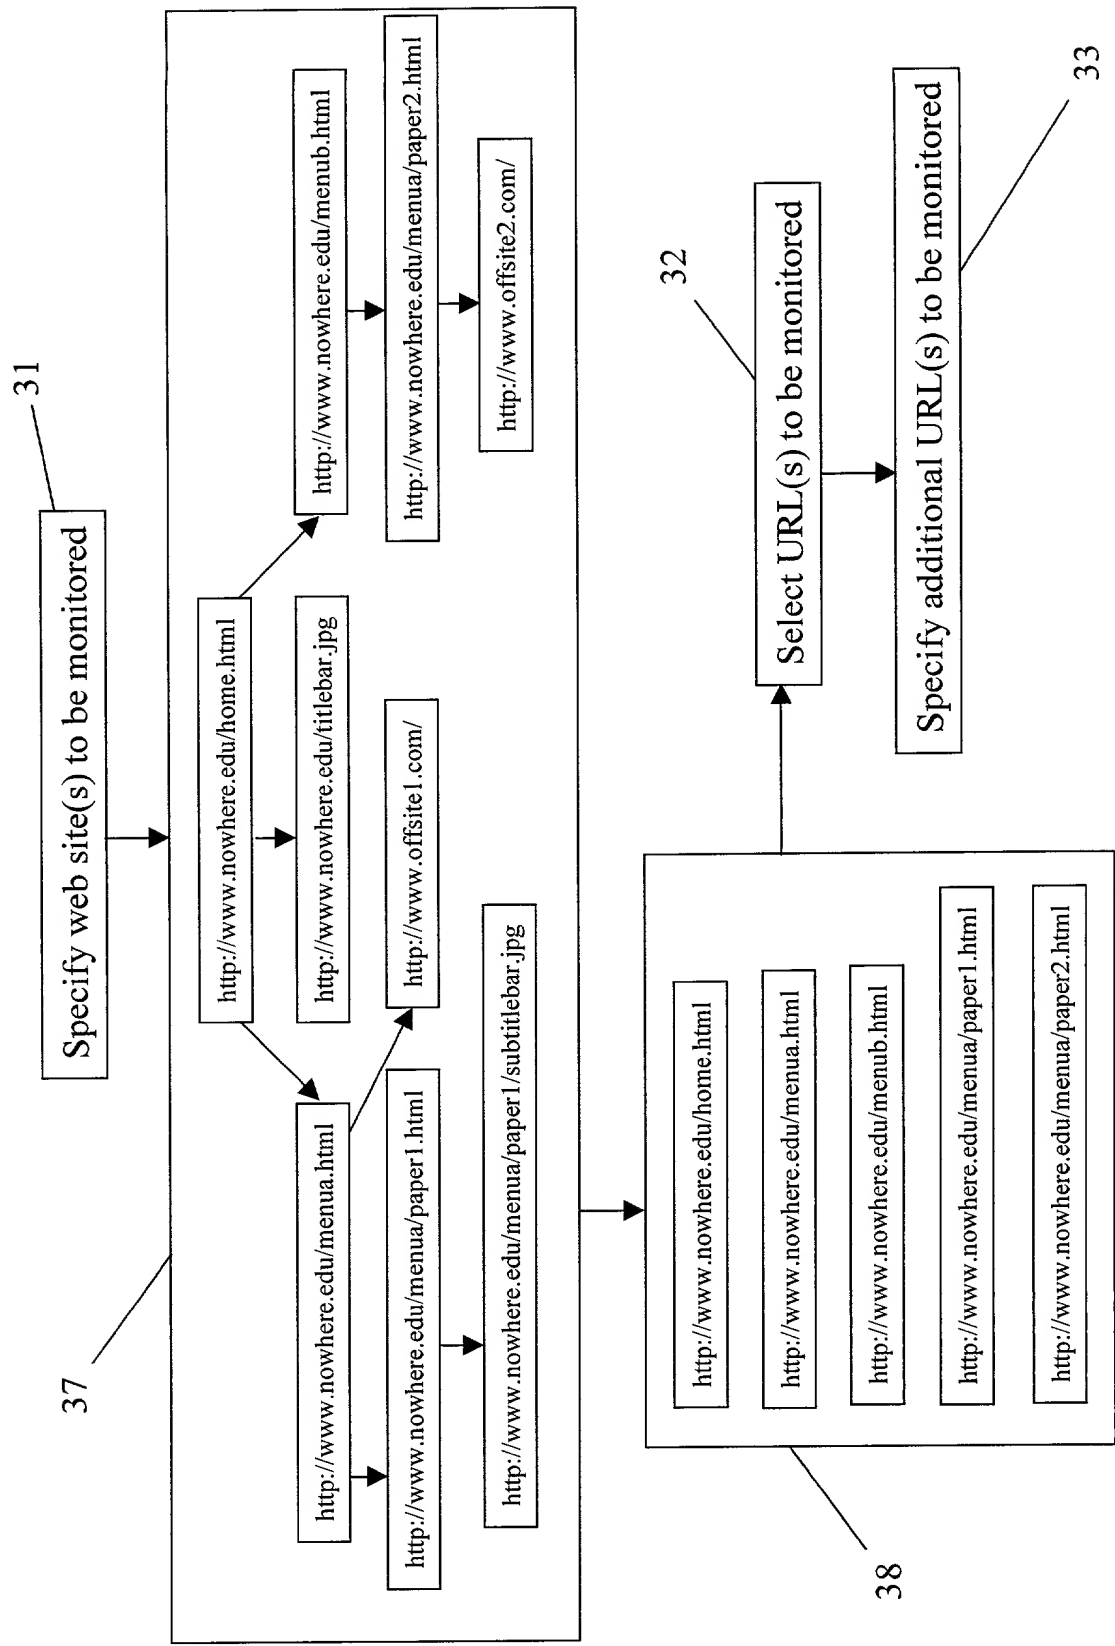 31
Specify web site(s) to be monitored
37
http://www.nowhere.edu/home.html
http://www.nowhere.edu/menua.html
http://www.nowhere.edu/titlebar.jpg
http://www.nowhere.edu/menub.html
http://www.nowhere.edu/menua/paper1.html
http://www.offsite1.com/
http://www.nowhere.edu/menua/paper2.html
http://www.nowhere.edu/menua/paper1/subtitlebar.jpg
http://www.offsite2.com/
38
http://www.nowhere.edu/home.html
http://www.nowhere.edu/menua.html
http://www.nowhere.edu/menub.html
http://www.nowhere.edu/menua/paper1.html
http://www.nowhere.edu/menua/paper2.html
32
Select URL(s) to be monitored
Specify additional URL(s) to be monitored
33